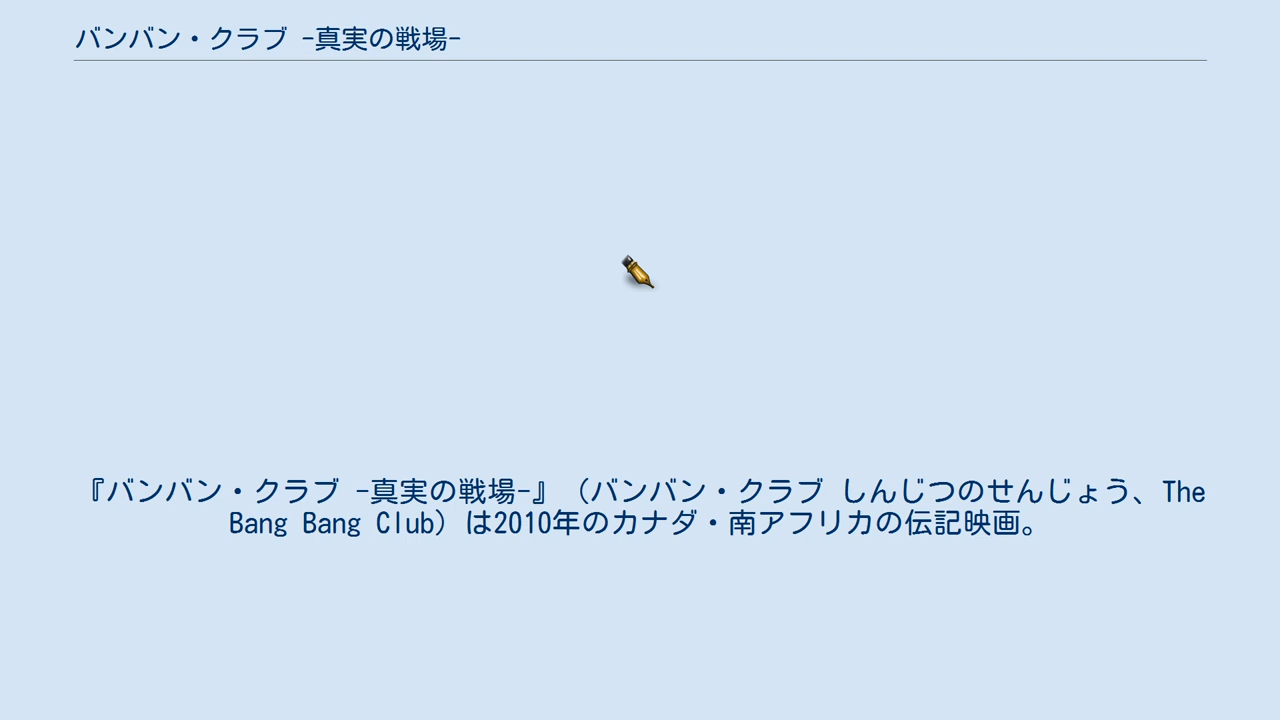 バンバン・クラブ -真実の戦場-
『バンバン・クラブ -真実の戦場-』（バンバン・クラブ しんじつのせんじょう、The
Bang Bang Club）は2010年のカナダ・南アフリカの伝記映画。